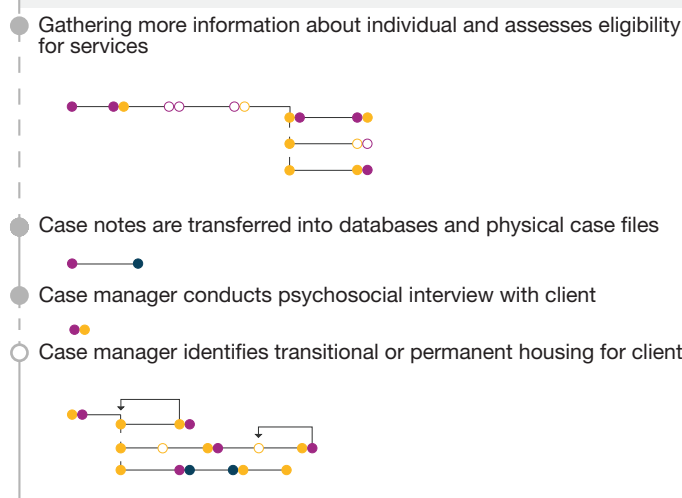 Gathering more information about individual and assesses eligibility
for services
Case notes are transferred into databases and physical case files
Case manager conducts psychosocial interview with client
Case manager identifies transitional or permanent housing for client